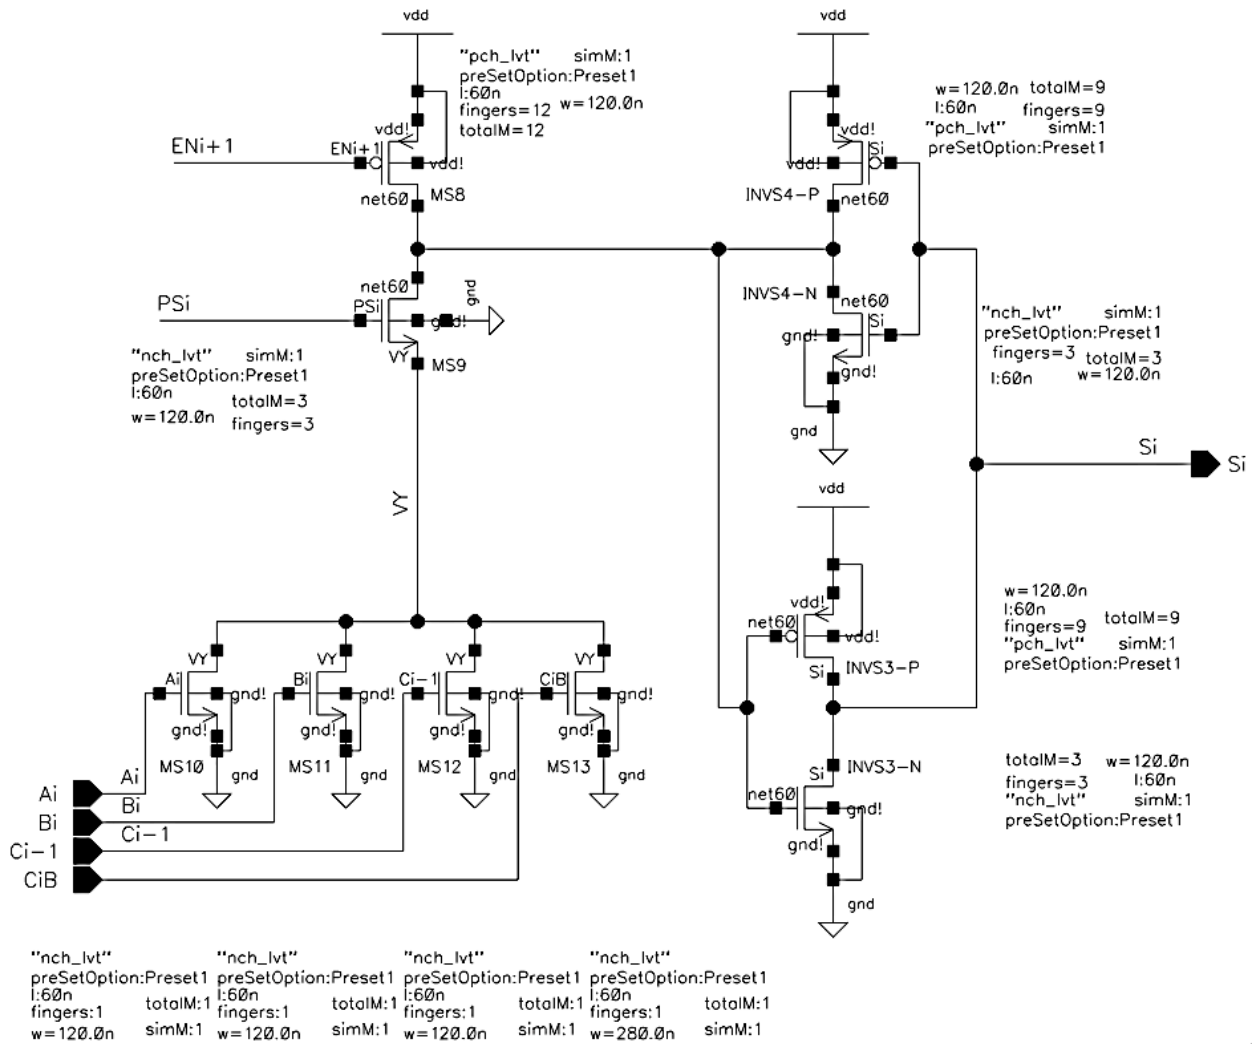 vdd
vdd
"pch_lvt" simM:1
preSetOption:Preset1
l:60n
fingers=12 w=120.0n
totalM=12
w=120.0n totalM=9
l:60n fingers=9
"pch_lvt" simM:1
preSetOption:Preset1
vdd!
ENi+1
ENi+1
vdd!
MS8
net60
vdd!
Si
vdd!
INVS4-P
net60
net60
gnd
PSi
PSi
gnd!
VY
MS9
INVS4-N
net60
Si
gnd!
gnd!
gnd
"nch_lvt" simM:1
preSetOption:Preset1
l:60n
totalM=3
w=120.0n
fingers=3
"nch_lvt" simM:1
preSetOption:Preset1
fingers=3 totalM=3
l:60n w=120.0n
Si
Si
VY
vdd
vdd!
net60
vdd!
Si
INVS3-P
w=120.0n
l:60n
fingers=9 totalM=9
"pch_lvt" simM:1
preSetOption:Preset1
VY
VY
VY
VY
Ai
gnd!
Bi
gnd!
Ci-1
gnd!
CiB
gnd!
gnd!
gnd!
gnd!
gnd!
MS10
MS11
MS12
MS13
gnd
gnd
gnd
gnd
Ai
Ai
Bi
Bi
Ci-1
Ci-1
CiB
Si
INVS3-N
net60
gnd!
gnd!
gnd
totalM=3 w=120.0n
fingers=3 l:60n
"nch_lvt" simM:1
preSetOption:Preset1
"nch_lvt"
preSetOption:Preset1
l:60n
totalM:1
fingers:1
w=120.0n
simM:1
"nch_lvt"
preSetOption:Preset1
l:60n
totalM:1
fingers:1
w=120.0n
simM:1
"nch_lvt"
preSetOption:Preset1
l:60n
totalM:1
fingers:1
w=120.0n
simM:1
"nch_lvt"
preSetOption:Preset1
l:60n
totalM:1
fingers:1
w=280.0n
simM:1